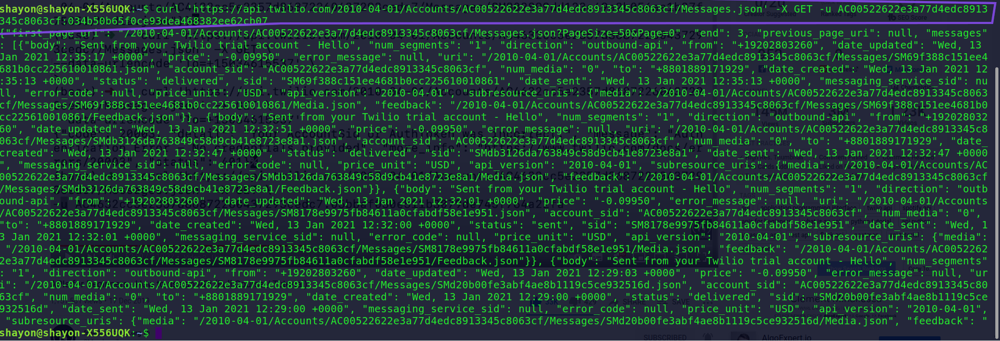 shayon@shayon-X556UQK:~$ curl 'https://api.twilio.com/2010-04-01/Accounts/AC00522622e3a77d4edc8913345c8063cf/Messages.json' -X GET -u AC00522622e3a77d4edc8913
345c8063cf:034b50b65f0ce93dea468382ee62cb07
{"first_page_uri": "/2010-04-01/Accounts/AC00522622e3a77d4edc8913345c8063cf/Messages.json?PageSize=50&Page=0", "end": 3, "previous_page_uri": null, "messages"
: [{"body": "Sent from your Twilio trial account - Hello", "num_segments": "1", "direction": "outbound-api", "from": "+19202803260", "date_updated": "Wed, 13
Jan 2021 12:35:17 +0000", "price": "-0.09950", "error_message": null, "uri": "/2010-04-01/Accounts/AC00522622e3a77d4edc8913345c8063cf/Messages/SM69f388c151ee4
681b0cc225610010861.json", "account_sid": "AC00522622e3a77d4edc8913345c8063cf", "num_media": "0", "to": "+8801889171929", "date_created": "Wed, 13 Jan 2021 12
:35:13 +0000", "status": "delivered", "sid": "SM69f388c151ee4681b0cc225610010861", "date_sent": "Wed, 13 Jan 2021 12:35:13 +0000", "messaging_service_sid": nu
ll, "error_code": null, "price_unit": "USD", "api_version": "2010-04-01", "subresource_uris": {"media": "/2010-04-01/Accounts/AC00522622e3a77d4edc8913345c8063
cf/Messages/SM69f388c151ee4681b0cc225610010861/Media.json", "feedback": "/2010-04-01/Accounts/AC00522622e3a77d4edc8913345c8063cf/Messages/SM69f388c151ee4681b0
cc225610010861/Feedback.json"}}, {"body": "Sent from your Twilio trial account - Hello", "num_segments": "1", "direction": "outbound-api", "from": "+192028032
60", "date_updated": "Wed, 13 Jan 2021 12:32:51 +0000", "price": "-0.09950", "error_message": null, "uri": "/2010-04-01/Accounts/AC00522622e3a77d4edc8913345c8
063cf/Messages/SMdb3126da763849c58d9cb41e8723e8a1.json", "account_sid": "AC00522622e3a77d4edc8913345c8063cf", "num_media": "0", "to": "+8801889171929", "date_
created": "Wed, 13 Jan 2021 12:32:47 +0000", "status": "delivered", "sid": "SMdb3126da763849c58d9cb41e8723e8a1", "date_sent": "Wed, 13 Jan 2021 12:32:47 +0000
", "messaging_service_sid": null, "error_code": null, "price_unit": "USD", "api_version": "2010-04-01", "subresource_uris": {"media": "/2010-04-01/Accounts/AC
00522622e3a77d4edc8913345c8063cf/Messages/SMdb3126da763849c58d9cb41e8723e8a1/Media.json", "feedback": "/2010-04-01/Accounts/AC00522622e3a77d4edc8913345c8063cf
/Messages/SMdb3126da763849c58d9cb41e8723e8a1/Feedback.json"}}, {"body": "Sent from your Twilio trial account - Hello", "num_segments": "1", "direction": "outb
ound-api", "from": "+19202803260", "date_updated": "Wed, 13 Jan 2021 12:32:01 +0000", "price": "-0.09950", "error_message": null, "uri": "/2010-04-01/Accounts
/AC00522622e3a77d4edc8913345c8063cf/Messages/SM8178e9975fb84611a0cfabdf58e1e951.json", "account_sid": "AC00522622e3a77d4edc8913345c8063cf", "num_media": "0",
"to": "+8801889171929", "date_created": "Wed, 13 Jan 2021 12:32:00 +0000", "status": "sent", "sid": "SM8178e9975fb84611a0cfabdf58e1e951", "date_sent": "Wed, 1
3 Jan 2021 12:32:01 +0000", "messaging_service_sid": null, "error_code": null, "price_unit": "USD", "api_version": "2010-04-01", "subresource_uris": {"media":
"/2010-04-01/Accounts/AC00522622e3a77d4edc8913345c8063cf/Messages/SM8178e9975fb84611a0cfabdf58e1e951/Media.json", "feedback": "/2010-04-01/Accounts/AC0052262
2e3a77d4edc8913345c8063cf/Messages/SM8178e9975fb84611a0cfabdf58e1e951/Feedback.json"}}, {"body": "Sent from your Twilio trial account - Hello", "num_segments"
: "1", "direction": "outbound-api", "from": "+19202803260", "date_updated": "Wed, 13 Jan 2021 12:29:03 +0000", "price": "-0.09950", "error_message": null, "ur
i": "/2010-04-01/Accounts/AC00522622e3a77d4edc8913345c8063cf/Messages/SMd20b00fe3abf4ae8b1119c5ce932516d.json", "account_sid": "AC00522622e3a77d4edc8913345c80
63cf", "num_media": "0", "to": "+8801889171929", "date_created": "Wed, 13 Jan 2021 12:29:00 +0000", "status": "delivered", "sid": "SMd20b00fe3abf4ae8b1119c5ce
932516d", "date_sent": "Wed, 13 Jan 2021 12:29:00 +0000", "messaging_service_sid": null, "error_code": null, "price_unit": "USD", "api_version": "2010-04-01",
"subresource_uris": {"media": "/2010-04-01/Accounts/AC00522622e3a77d4edc8913345c8063cf/Messages/SMd20b00fe3abf4ae8b1119c5ce932516d/Media.json", "feedback": "
shayon@shayon-X556UQK:~$